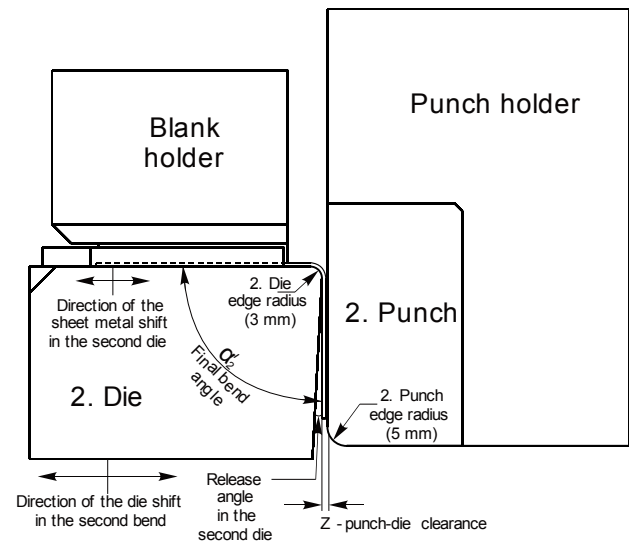 Punch holder
Blank
holder
2. Die
edge radius
(3 mm)
Direction of the
sheet metal shift
in the second die
2. Punch
α'2
Final bend
angle
2. Die
2. Punch
edge radius
(5 mm)
Release
angle
in the
second die
Direction of the die shift
in the second bend
Z - punch-die clearance